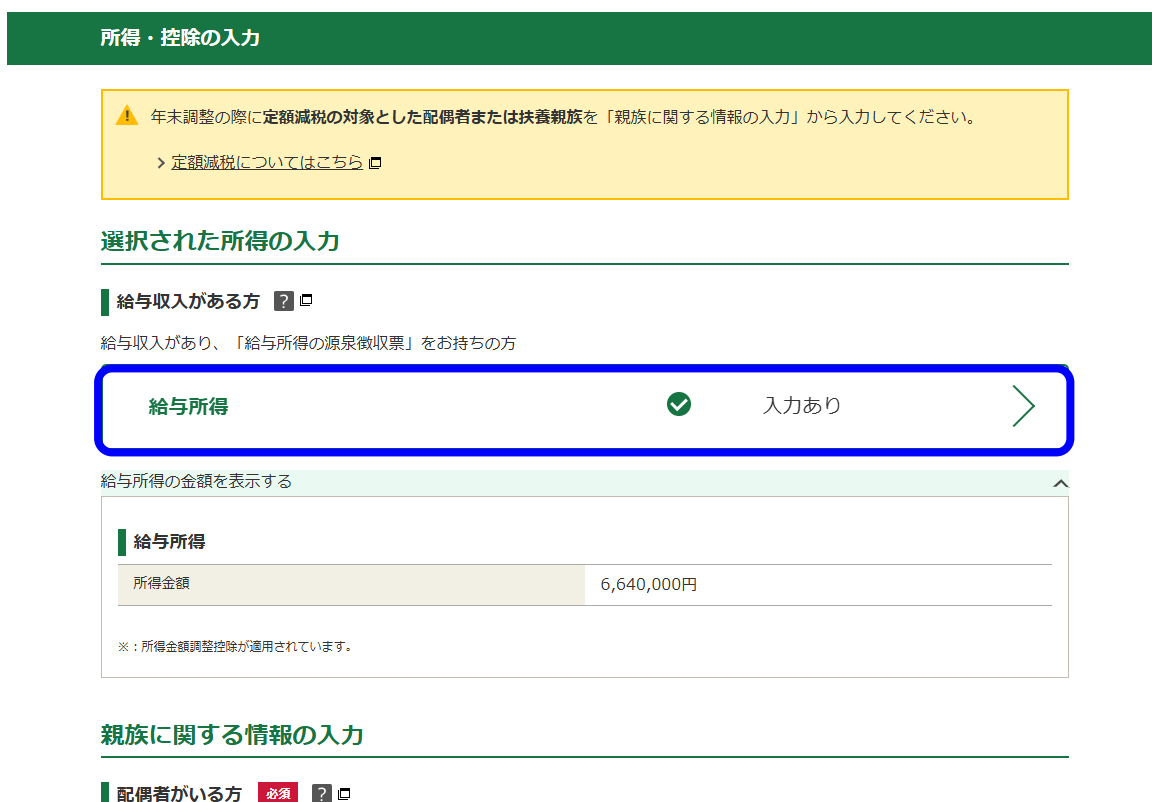 所得・控除の入力
年末調整の際に定額減税の対象とした配偶者または扶養親族を「親族に関する情報の入力」から入力してください。
定額減税についてはこちら
選択された所得の入力
給与収入がある方 ?
給与収入があり、「給与所得の源泉徴収票」をお持ちの方
給与所得 入力あり
給与所得の金額を表示する
給与所得
所得金額 6,640,000円
※：所得金額調整控除が適用されています。
親族に関する情報の入力
配偶者がいる方 必須 ?